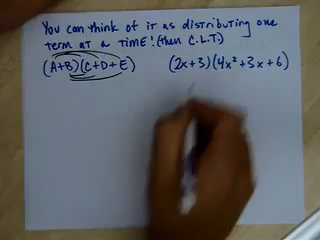 You can think of it as distributing one
term at a time! (then C.L.T.)
(A+B)(C+D+E) (2x+3)(4x²+3x+6)